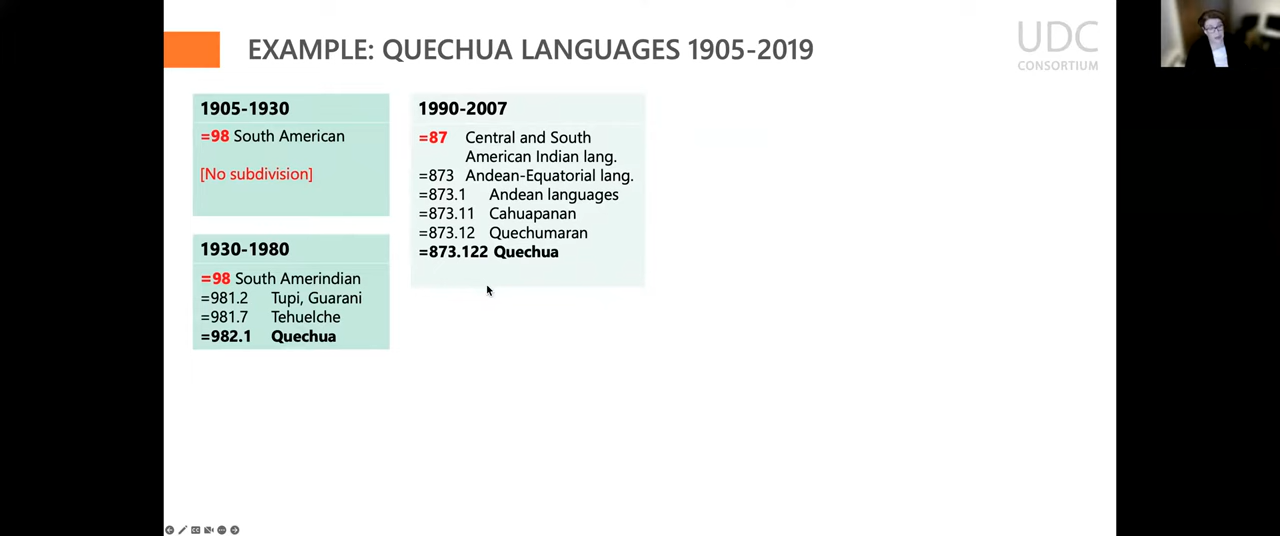 EXAMPLE: QUECHUA LANGUAGES 1905-2019
UDC
CONSORTIUM
1905-1930
=98 South American
[No subdivision]
1930-1980
=98 South Amerindian
=981.2 Tupi, Guarani
=981.7 Tehuelche
=982.1 Quechua
1990-2007
=87 Central and South
American Indian lang.
=873 Andean-Equatorial lang.
=873.1 Andean languages
=873.11 Cahuapanan
=873.12 Quechumaran
=873.122 Quechua